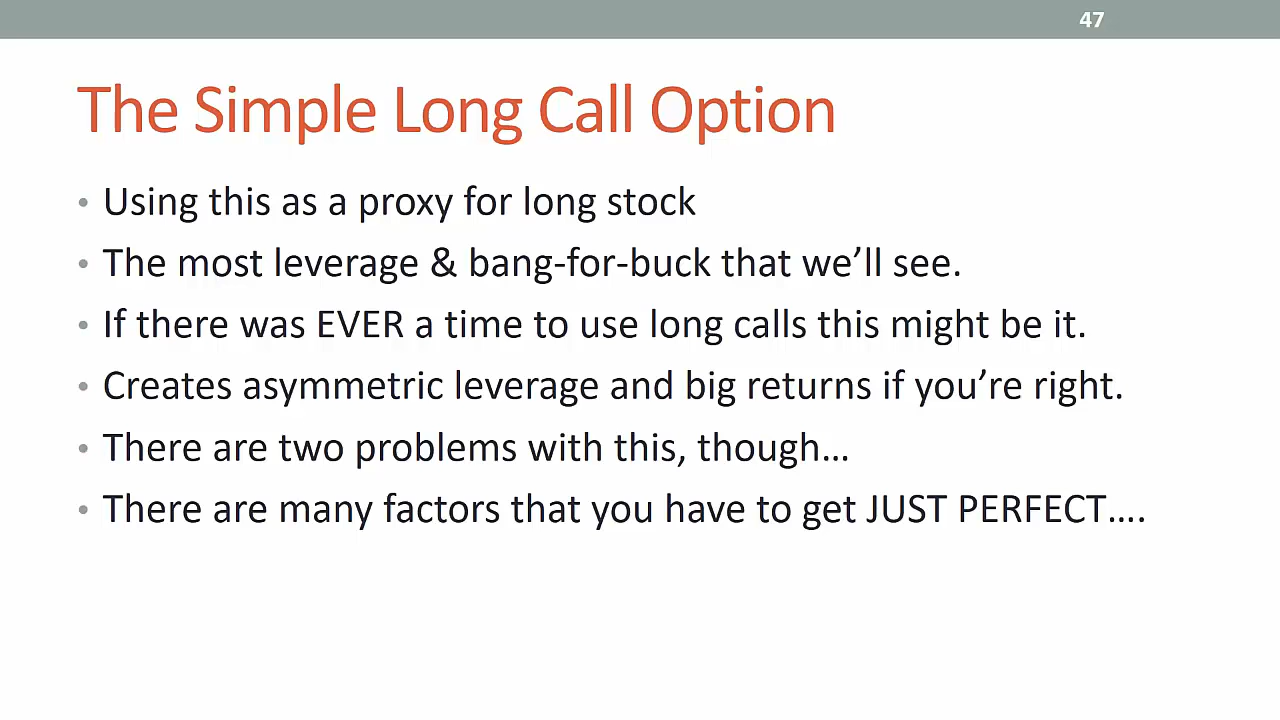 47
The Simple Long Call Option
• Using this as a proxy for long stock
• The most leverage & bang-for-buck that we’ll see.
• If there was EVER a time to use long calls this might be it.
• Creates asymmetric leverage and big returns if you’re right.
• There are two problems with this, though…
• There are many factors that you have to get JUST PERFECT….